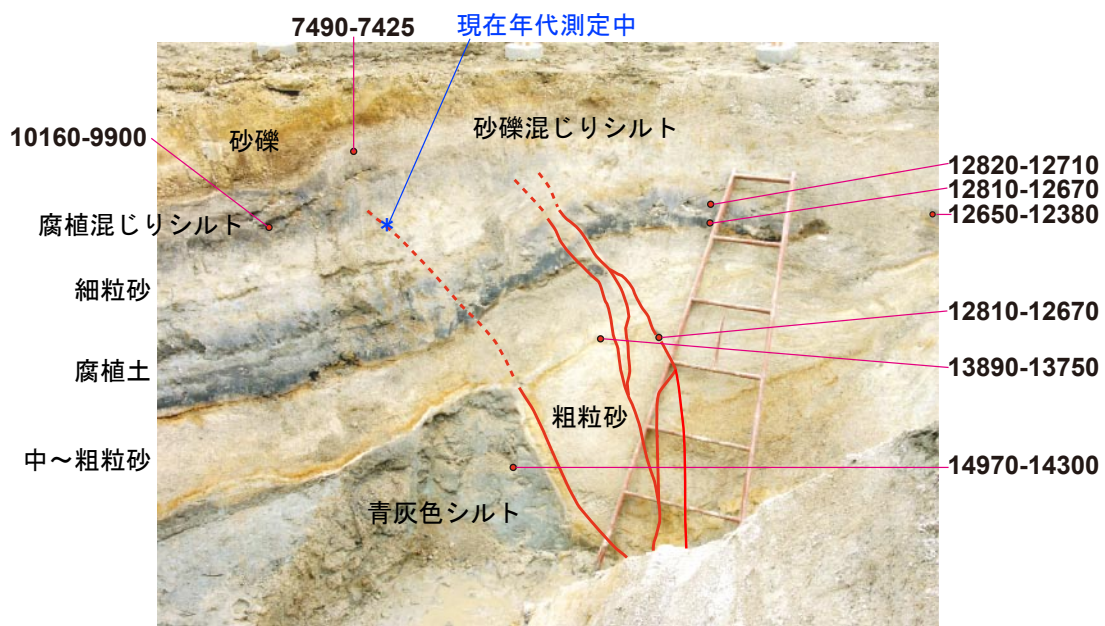 7490-7425
現在年代測定中
砂礫
砂礫混じりシルト
10160-9900
12820-12710
12810-12670
12650-12380
腐植混じりシルト
細粒砂
12810-12670
腐植土
13890-13750
粗粒砂
中～粗粒砂
14970-14300
青灰色シルト